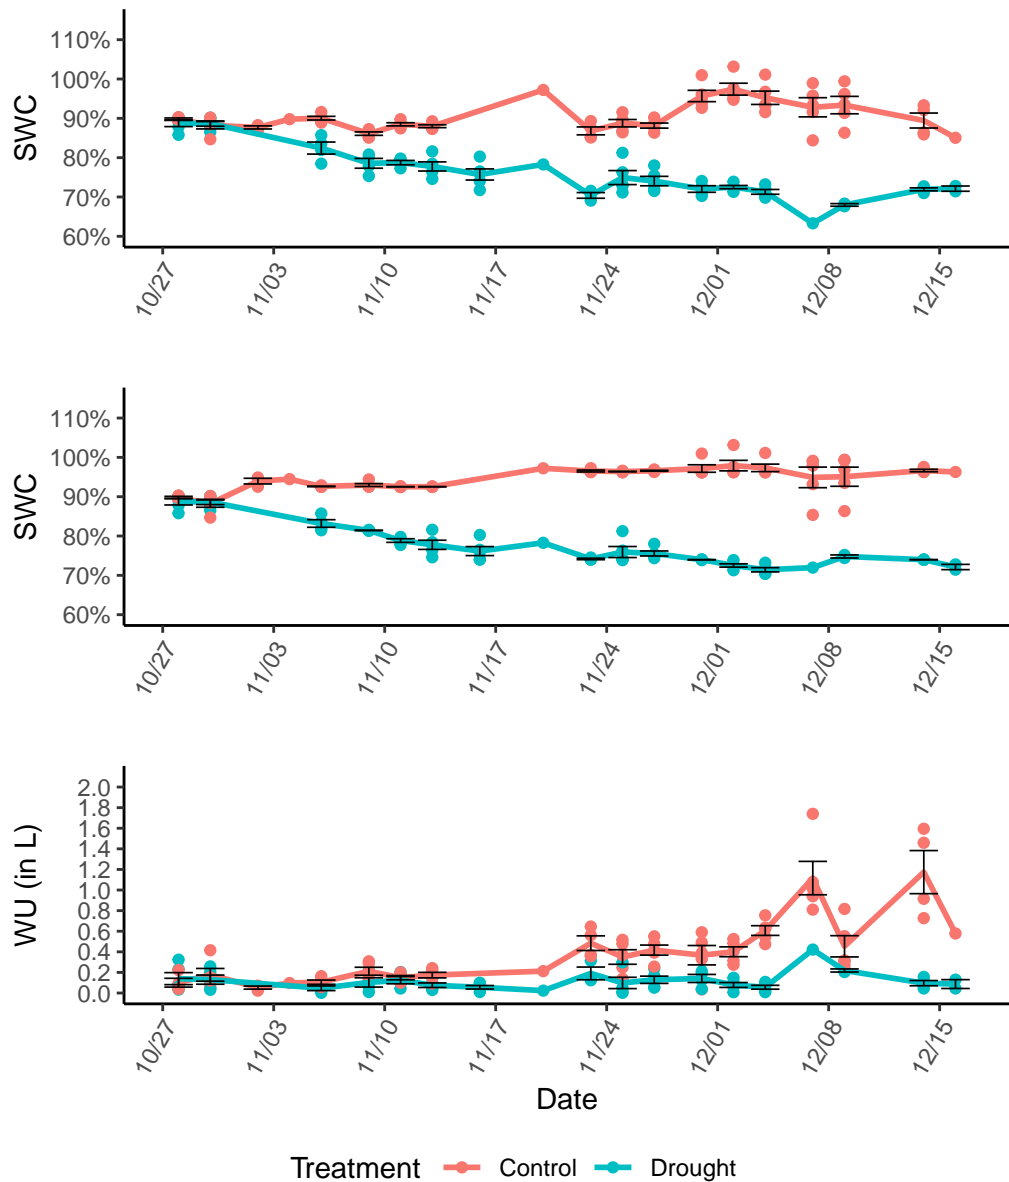 SWC
110%
100%
90%
80%
70%
60%
10/27 11/03 11/10 11/17 11/24 12/01 12/08 12/15
SWC
110%
100%
90%
80%
70%
60%
10/27 11/03 11/10 11/17 11/24 12/01 12/08 12/15
WU (in L)
2.0
1.8
1.6
1.4
1.2
1.0
0.8
0.6
0.4
0.2
0.0
10/27 11/03 11/10 11/17 11/24 12/01 12/08 12/15
Date
Treatment Control Drought